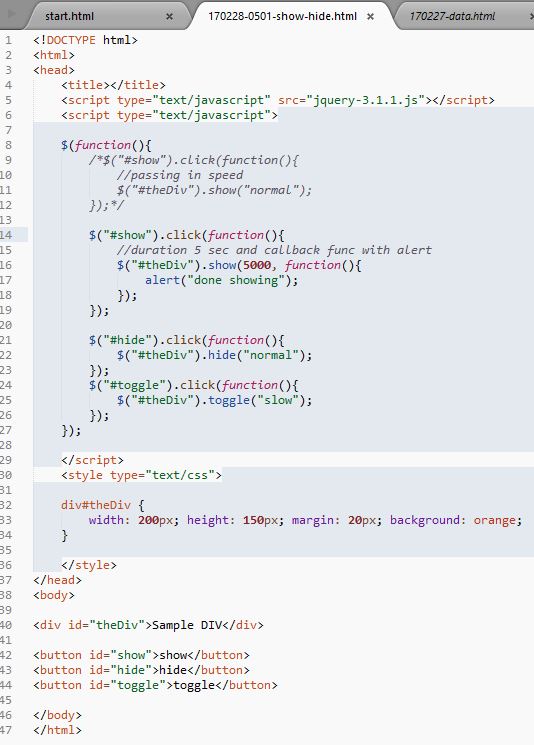 start.html × 170228-0501-show-hide.html × 170227-data.html
1 <!DOCTYPE html>
2 <html>
3 <head>
4     <title></title>
5     <script type="text/javascript" src="jquery-3.1.1.js"></script>
6     <script type="text/javascript">
7
8     $(function(){
9         /*$("#show").click(function(){
10             //passing in speed
11             $("#theDiv").show("normal");
12         });*/
13
14         $("#show").click(function(){
15             //duration 5 sec and callback func with alert
16             $("#theDiv").show(5000, function(){
17                 alert("done showing");
18             });
19         });
20
21         $("#hide").click(function(){
22             $("#theDiv").hide("normal");
23         });
24         $("#toggle").click(function(){
25             $("#theDiv").toggle("slow");
26         });
27     });
28
29     </script>
30     <style type="text/css">
31
32     div#theDiv {
33         width: 200px; height: 150px; margin: 20px; background: orange;
34     }
35
36     </style>
37 </head>
38 <body>
39
40 <div id="theDiv">Sample DIV</div>
41
42 <button id="show">show</button>
43 <button id="hide">hide</button>
44 <button id="toggle">toggle</button>
45
46 </body>
47 </html>